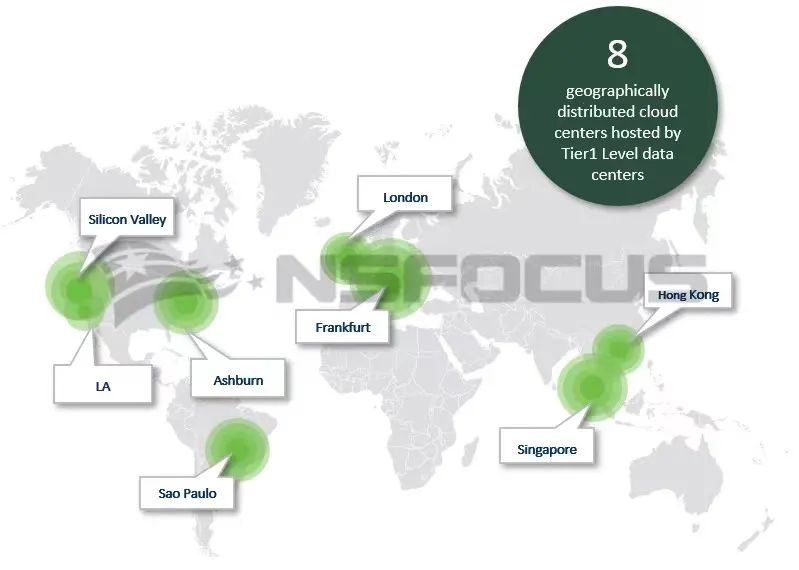 8
geographically
distributed cloud
centers hosted by
Tier1 Level data
centers
London
Silicon Valley
NSFOCUS
Hong Kong
Frankfurt
LA
Ashburn
Singapore
Sao Paulo